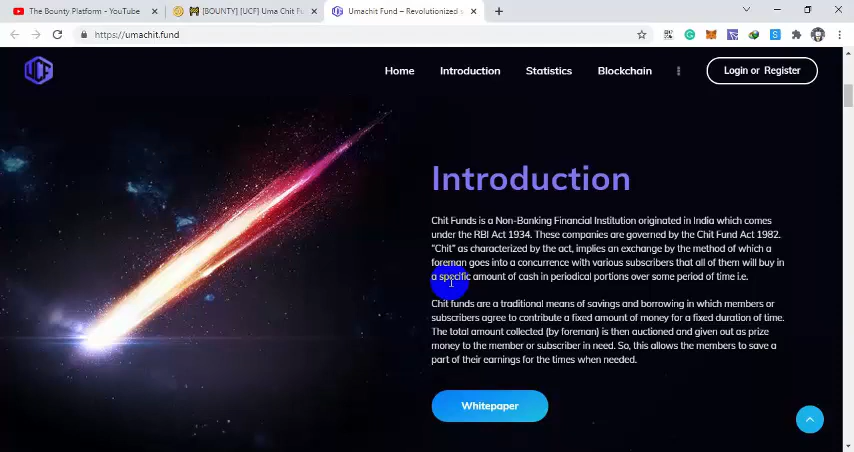 The Bounty Platform - YouTube
[BOUNTY] [UCF] Uma Chit Fu
Umachit Fund – Revolutionized s
https://umachit.fund
UCF
Home
Introduction
Statistics
Blockchain
Login or Register
Introduction
Chit Funds is a Non-Banking Financial Institution originated in India which comes
under the RBI Act 1934. These companies are governed by the Chit Fund Act 1982.
"Chit" as characterized by the act, implies an exchange by the method of which a
foreman goes into a concurrence with various subscribers that all of them will buy in
a specific amount of cash in periodical portions over some period of time i.e.
Chit funds are a traditional means of savings and borrowing in which members or
subscribers agree to contribute a fixed amount of money for a fixed duration of time.
The total amount collected (by foreman) is then auctioned and given out as prize
money to the member or subscriber in need. So, this allows the members to save a
part of their earnings for the times when needed.
Whitepaper